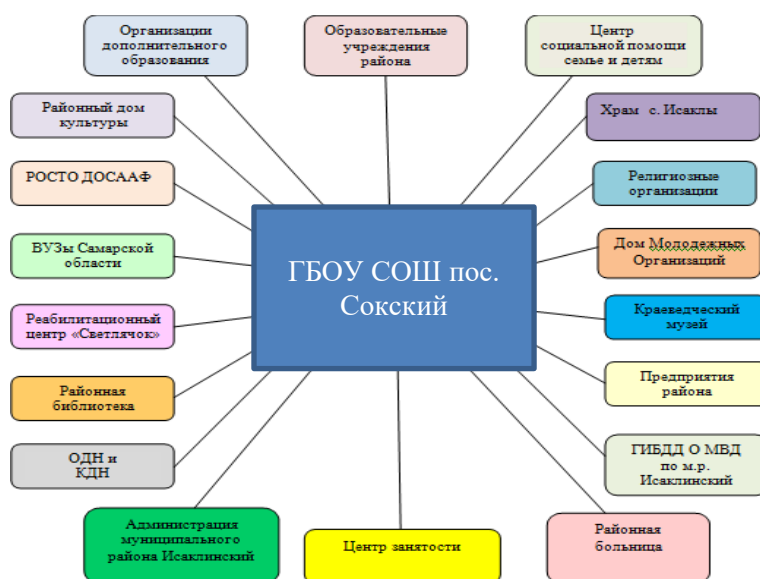 Организации
дополнительного
образования
Образовательные
учреждения
района
Центр
социальной помощи
семье и детям
Районный дом
культуры
Храм с. Исаклы
РОСТО ДОСААФ
Религиозные
организации
ВУЗы Самарской
области
ГБОУ СОШ пос.
Сокский
Дом Молодежных
Организаций
Реабилитационный
центр «Светлячок»
Краеведческий
музей
Районная
библиотека
Предприятия
района
ОДН и
КДН
ГИБДД О МВД
по м.р.
Исаклинский
Администрация
муниципального
района Исаклинский
Центр занятости
Районная
больница